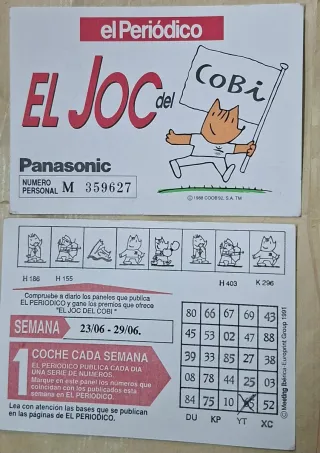 el Periódico
EL JOC del
CoBi
Panasonic
NUMERO
PERSONAL M 359627
© 1988 COOB'92, S.A. TM
H 186 H 155 H 403 K 296
Compruebe a diario los paneles que publica
EL PERIODICO y gane los premios que ofrece
"EL JOC DEL COBI"
SEMANA 23/06 - 29/06.
1 COCHE CADA SEMANA
EL PERIODICO PUBLICA CADA DIA
UNA SERIE DE NUMEROS.
Marque en este panel los números que
coincidan con los publicados esta
semana en EL PERIODICO.
Lea con atención las bases que se publican
en las páginas de EL PERIODICO.
80 66 67 69 43
45 53 02 47 88
39 33 85 27 38
08 78 44 25 03
84 75 10 65 52
DU KP YT XC
© Meeting Ibérica-Europrint Group 1991